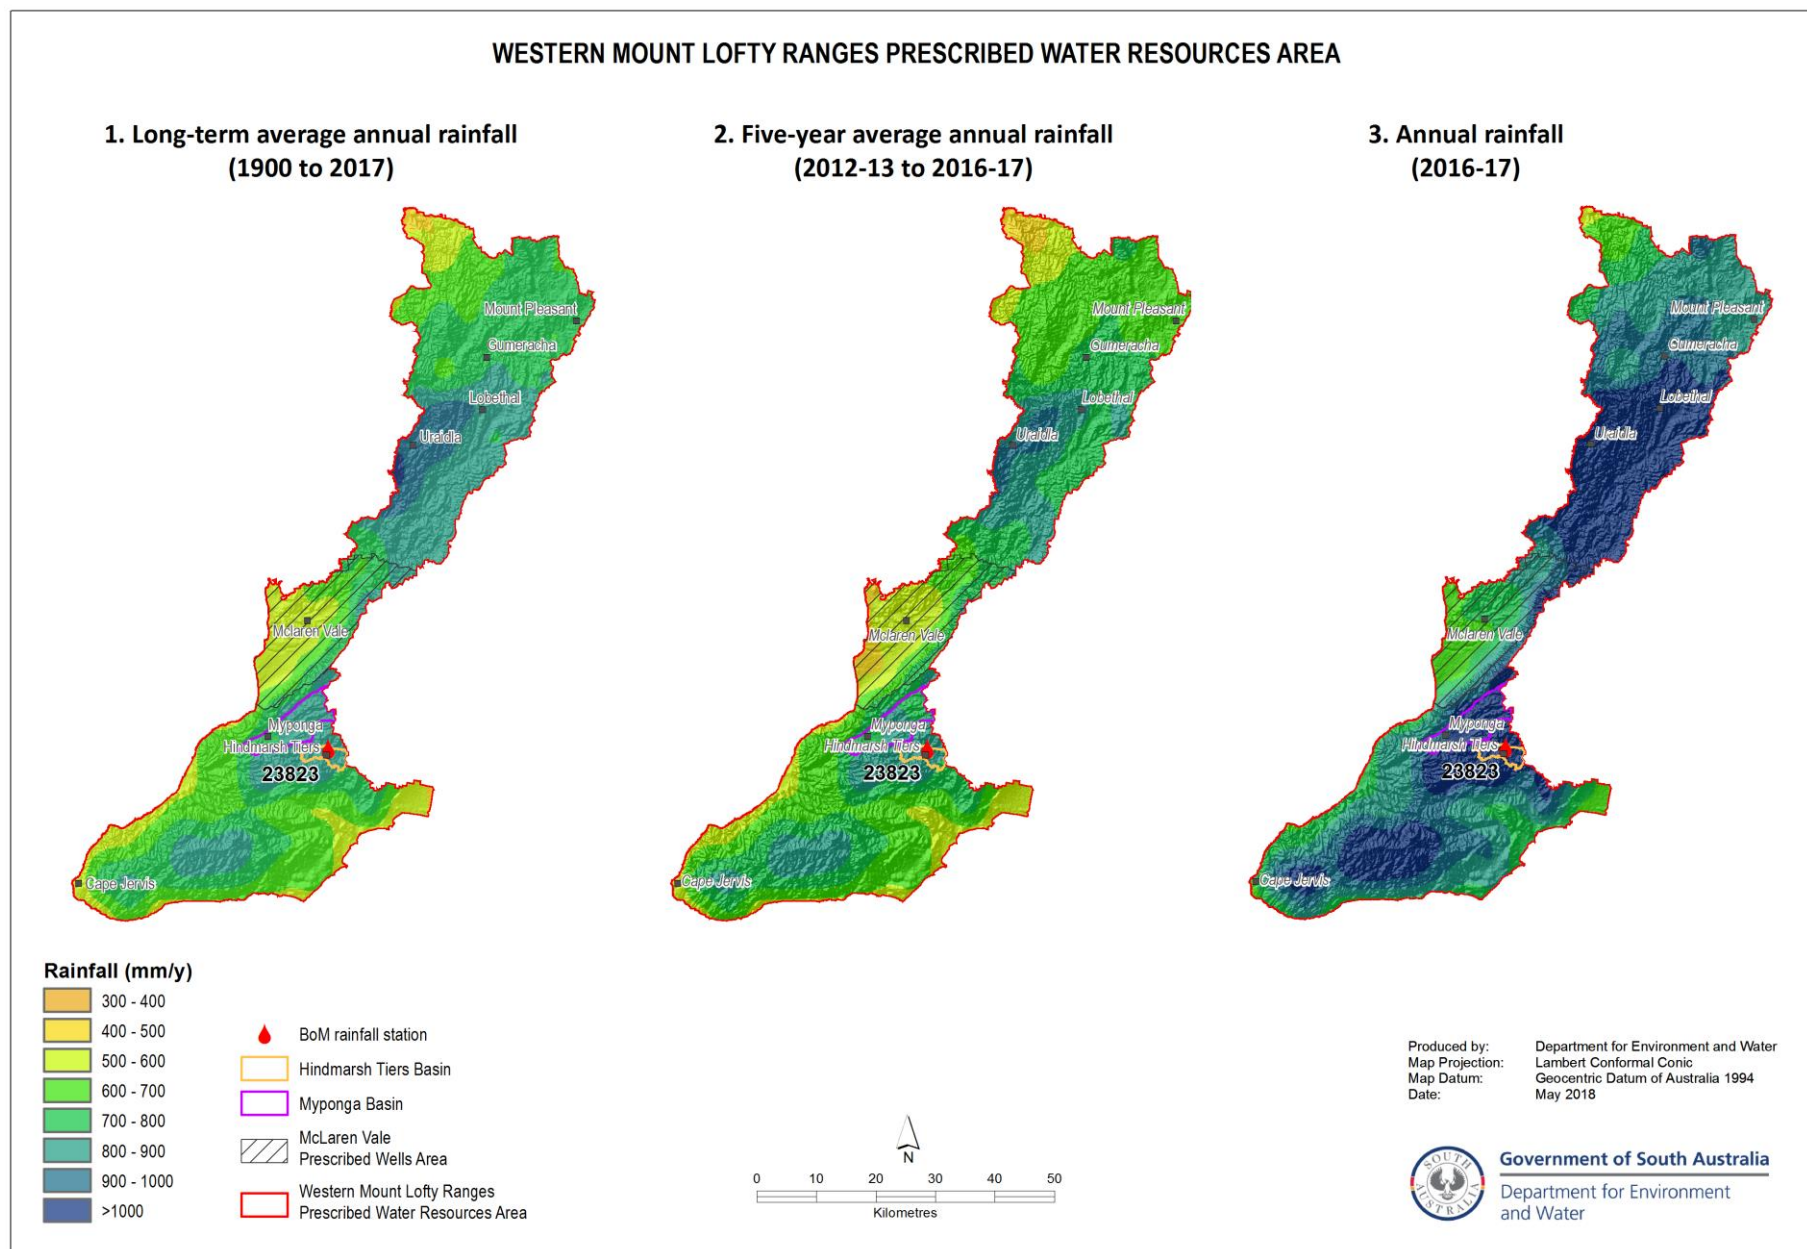 WESTERN MOUNT LOFTY RANGES PRESCRIBED WATER RESOURCES AREA
1. Long-term average annual rainfall
(1900 to 2017)
Mount Pleasant
Gumeracha
Lobethal
Uraidla
Mclaren Vale
Myponga
Hindmarsh Tiers
23823
Cape Jervis
2. Five-year average annual rainfall
(2012-13 to 2016-17)
Mount Pleasant
Gumeracha
Lobethal
Uraidla
Mclaren Vale
Myponga
Hindmarsh Tiers
23823
Cape Jervis
3. Annual rainfall
(2016-17)
Mount Pleasant
Gumeracha
Lobethal
Uraidla
Mclaren Vale
Myponga
Hindmarsh Tiers
23823
Cape Jervis
Rainfall (mm/y)
300 - 400
400 - 500
500 - 600
600 - 700
700 - 800
800 - 900
900 - 1000
>1000
BoM rainfall station
Hindmarsh Tiers Basin
Myponga Basin
McLaren Vale
Prescribed Wells Area
Western Mount Lofty Ranges
Prescribed Water Resources Area
N
0 10 20 30 40 50
Kilometres
Produced by: Department for Environment and Water
Map Projection: Lambert Conformal Conic
Map Datum: Geocentric Datum of Australia 1994
Date: May 2018
SOUTH
AUSTRALIA
Government of South Australia
Department for Environment
and Water